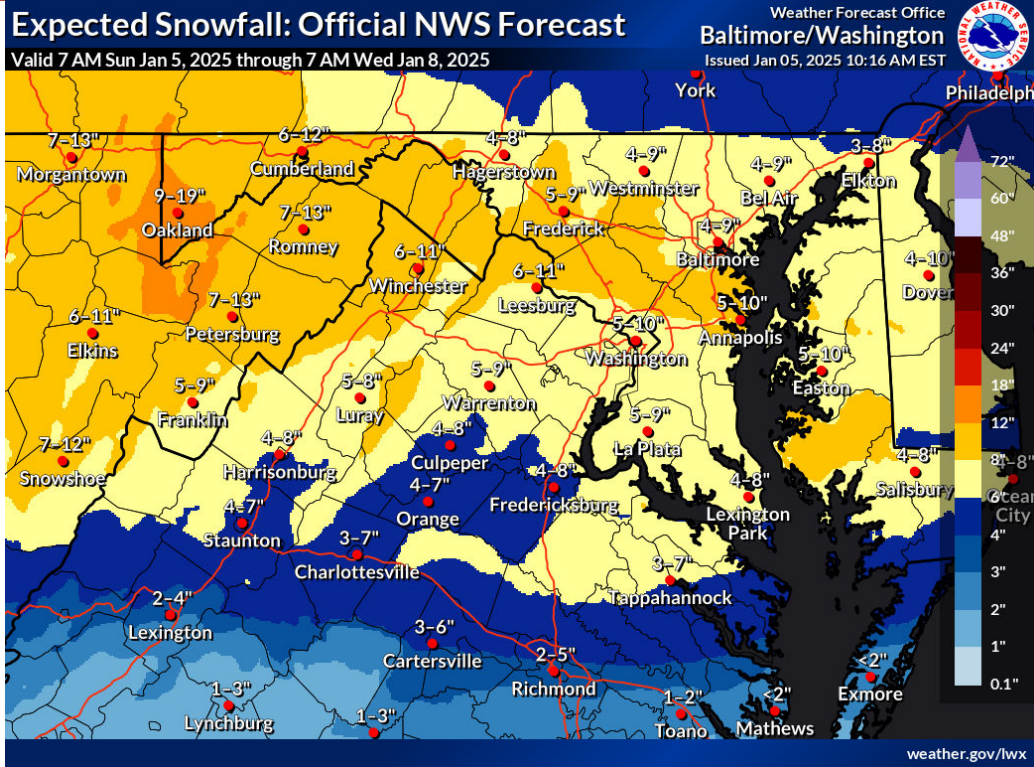 Expected Snowfall: Official NWS Forecast
Valid 7 AM Sun Jan 5, 2025 through 7 AM Wed Jan 8, 2025
Weather Forecast Office
Baltimore/Washington
Issued Jan 05, 2025 10:16 AM EST
NATIONAL WEATHER SERVICE
York
Philadelph
7–13"
Morgantown
6–12"
Cumberland
4–8"
Hagerstown
4–9"
Westminster
4–9"
Bel Air
3–8"
Elkton
9–19"
Oakland
7–13"
Romney
5–9"
Frederick
4–9"
Baltimore
6–11"
Winchester
6–11"
Leesburg
4–10"
Dover
7–13"
Petersburg
6–11"
Elkins
5–10"
Washington
5–10"
Annapolis
5–10"
Easton
5–9"
Franklin
5–8"
Luray
5–9"
Warrenton
5–9"
La Plata
7–12"
Snowshoe
4–8"
Harrisonburg
4–8"
Culpeper
4–7"
Orange
4–8"
Fredericksburg
4–8"
Lexington
Park
4–8"
Salisbury
4–8"
Ocean
City
4–7"
Staunton
3–7"
Charlottesville
3–7"
Tappahannock
2–4"
Lexington
3–6"
Cartersville
2–5"
Richmond
1–3"
Lynchburg
1–3"
1–2"
Toano
<2"
Mathews
<2"
Exmore
72"
60"
48"
36"
30"
24"
18"
12"
8"
6"
4"
3"
2"
1"
0.1"
weather.gov/lwx